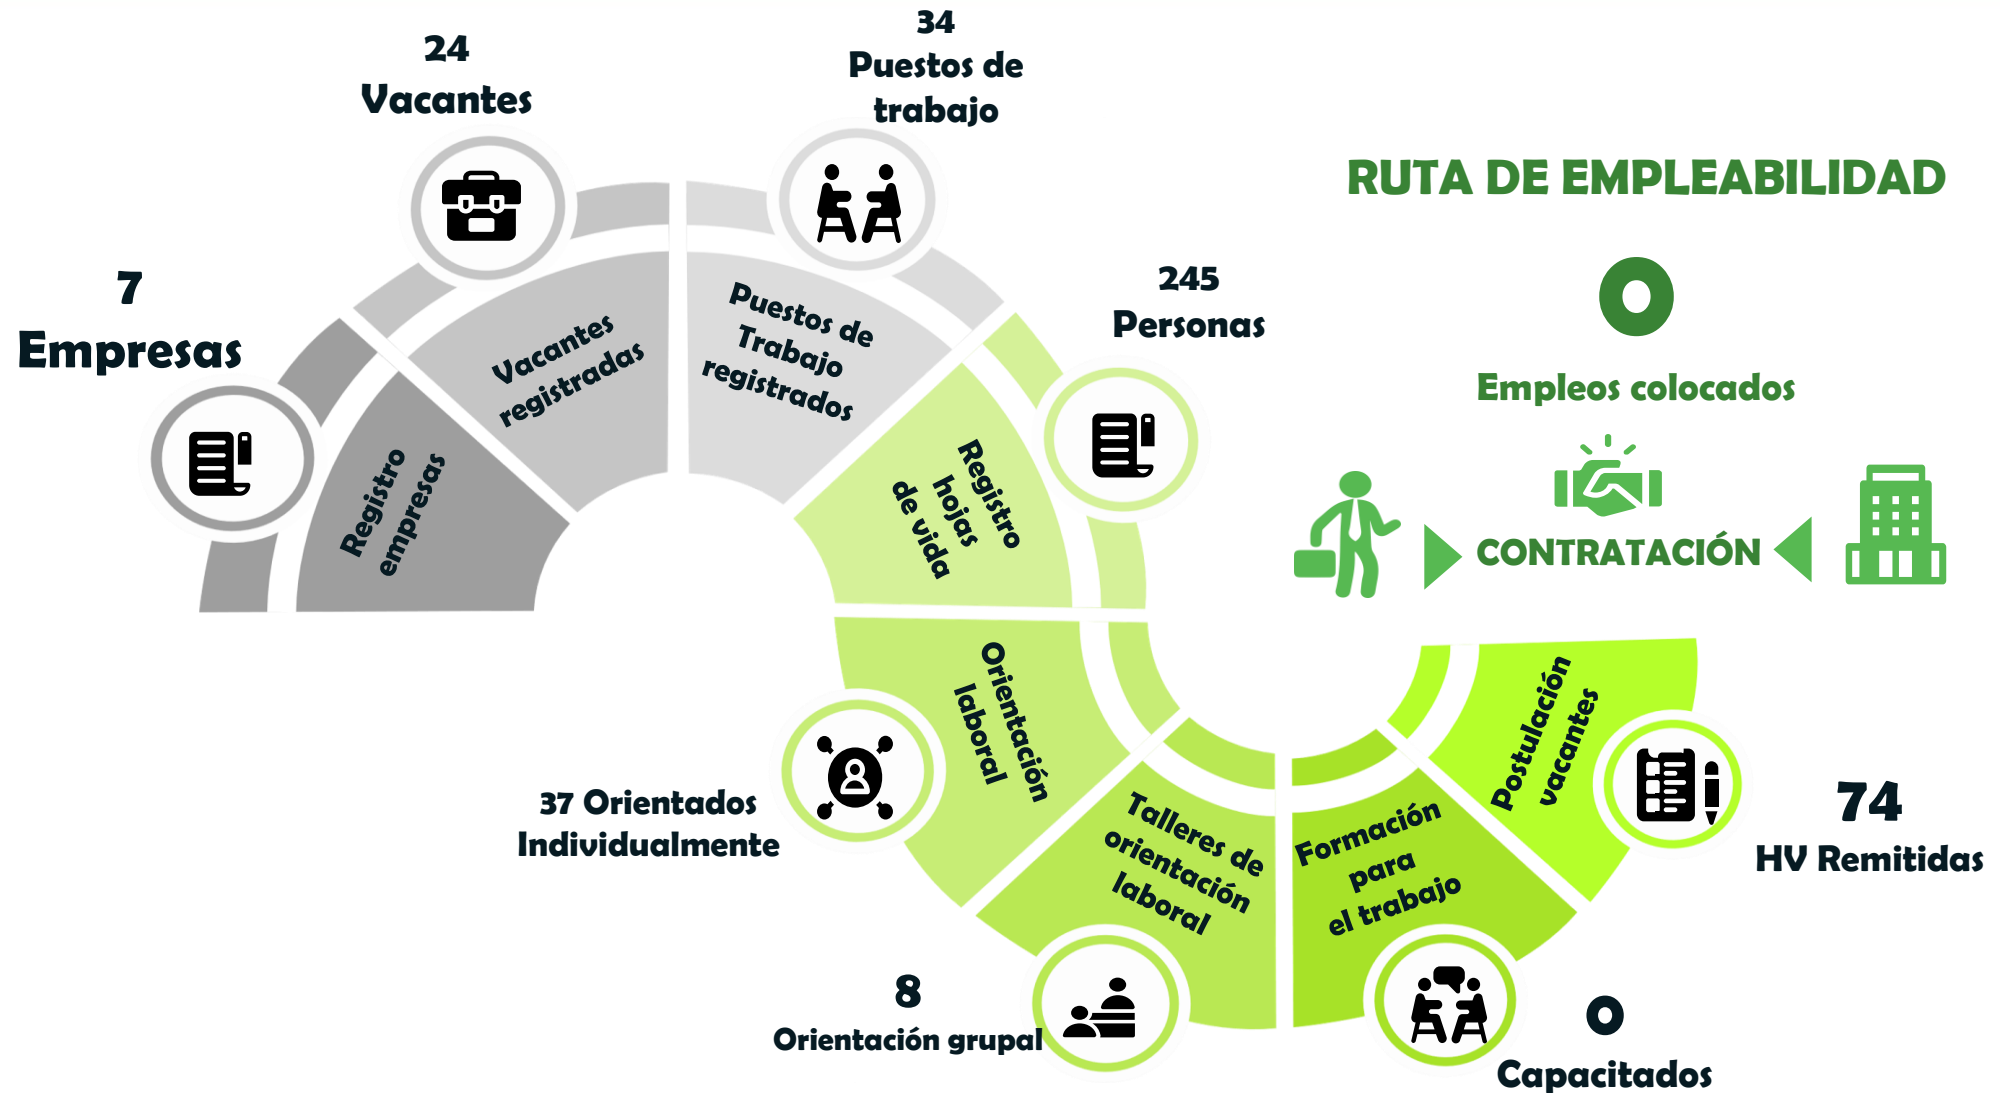 34
Puestos de
trabajo
24
Vacantes
RUTA DE EMPLEABILIDAD
0
Empleos colocados
CONTRATACIÓN
7
Empresas
245
Personas
Registro
empresas
Vacantes
registradas
Puestos de
Trabajo
registrados
Registro
hojas
de vida
Orientación
laboral
Talleres de
orientación
laboral
Formación
para
el trabajo
Postulación
vacantes
37 Orientados
Individualmente
8
Orientación grupal
0
Capacitados
74
HV Remitidas